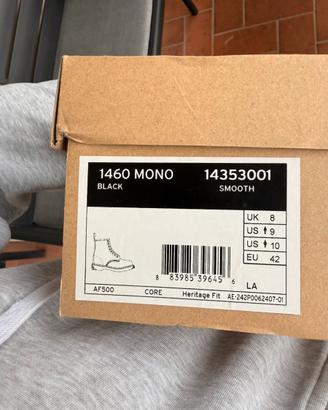 1460 MONO 14353001
BLACK SMOOTH
UK 8
US 9
US 10
EU 42
8 83985 39645 6
LA
AF500 CORE Heritage Fit AE-242P0062407-01